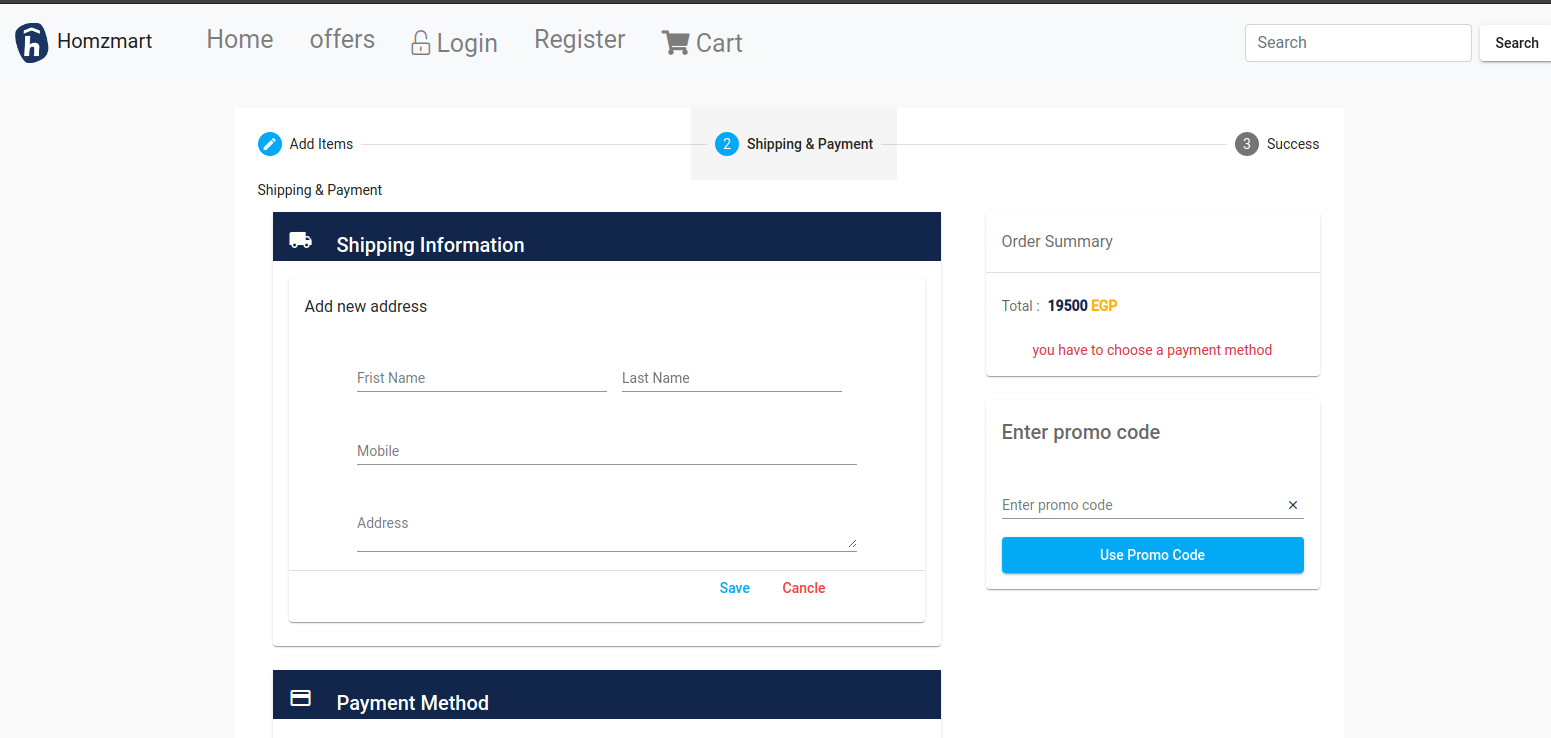 h Homzmart Home offers Login Register Cart Search Search
Add Items 2 Shipping & Payment 3 Success
Shipping & Payment
Shipping Information
Add new address
Frist Name Last Name
Mobile
Address
Save Cancle
Payment Method
Order Summary
Total : 19500 EGP
you have to choose a payment method
Enter promo code
Enter promo code ×
Use Promo Code